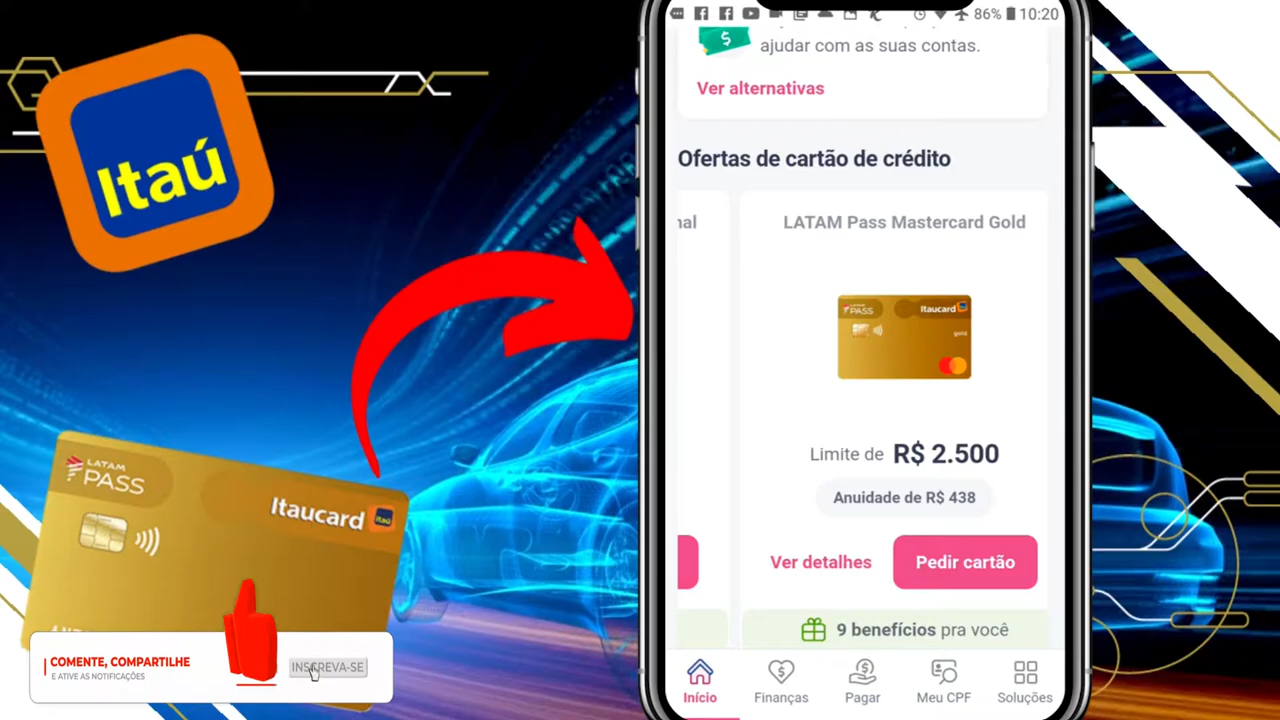 Itaú
LATAM
PASS
Itaucard
Itaú
COMENTE, COMPARTILHE
E ATIVE AS NOTIFICAÇÕES
INSCREVA-SE
86% 10:20
ajudar com as suas contas.
Ver alternativas
Ofertas de cartão de crédito
nal
LATAM Pass Mastercard Gold
PASS
Itaucard
gold
Limite de R$ 2.500
Anuidade de R$ 438
Ver detalhes
Pedir cartão
9 benefícios pra você
Início
Finanças
Pagar
Meu CPF
Soluções